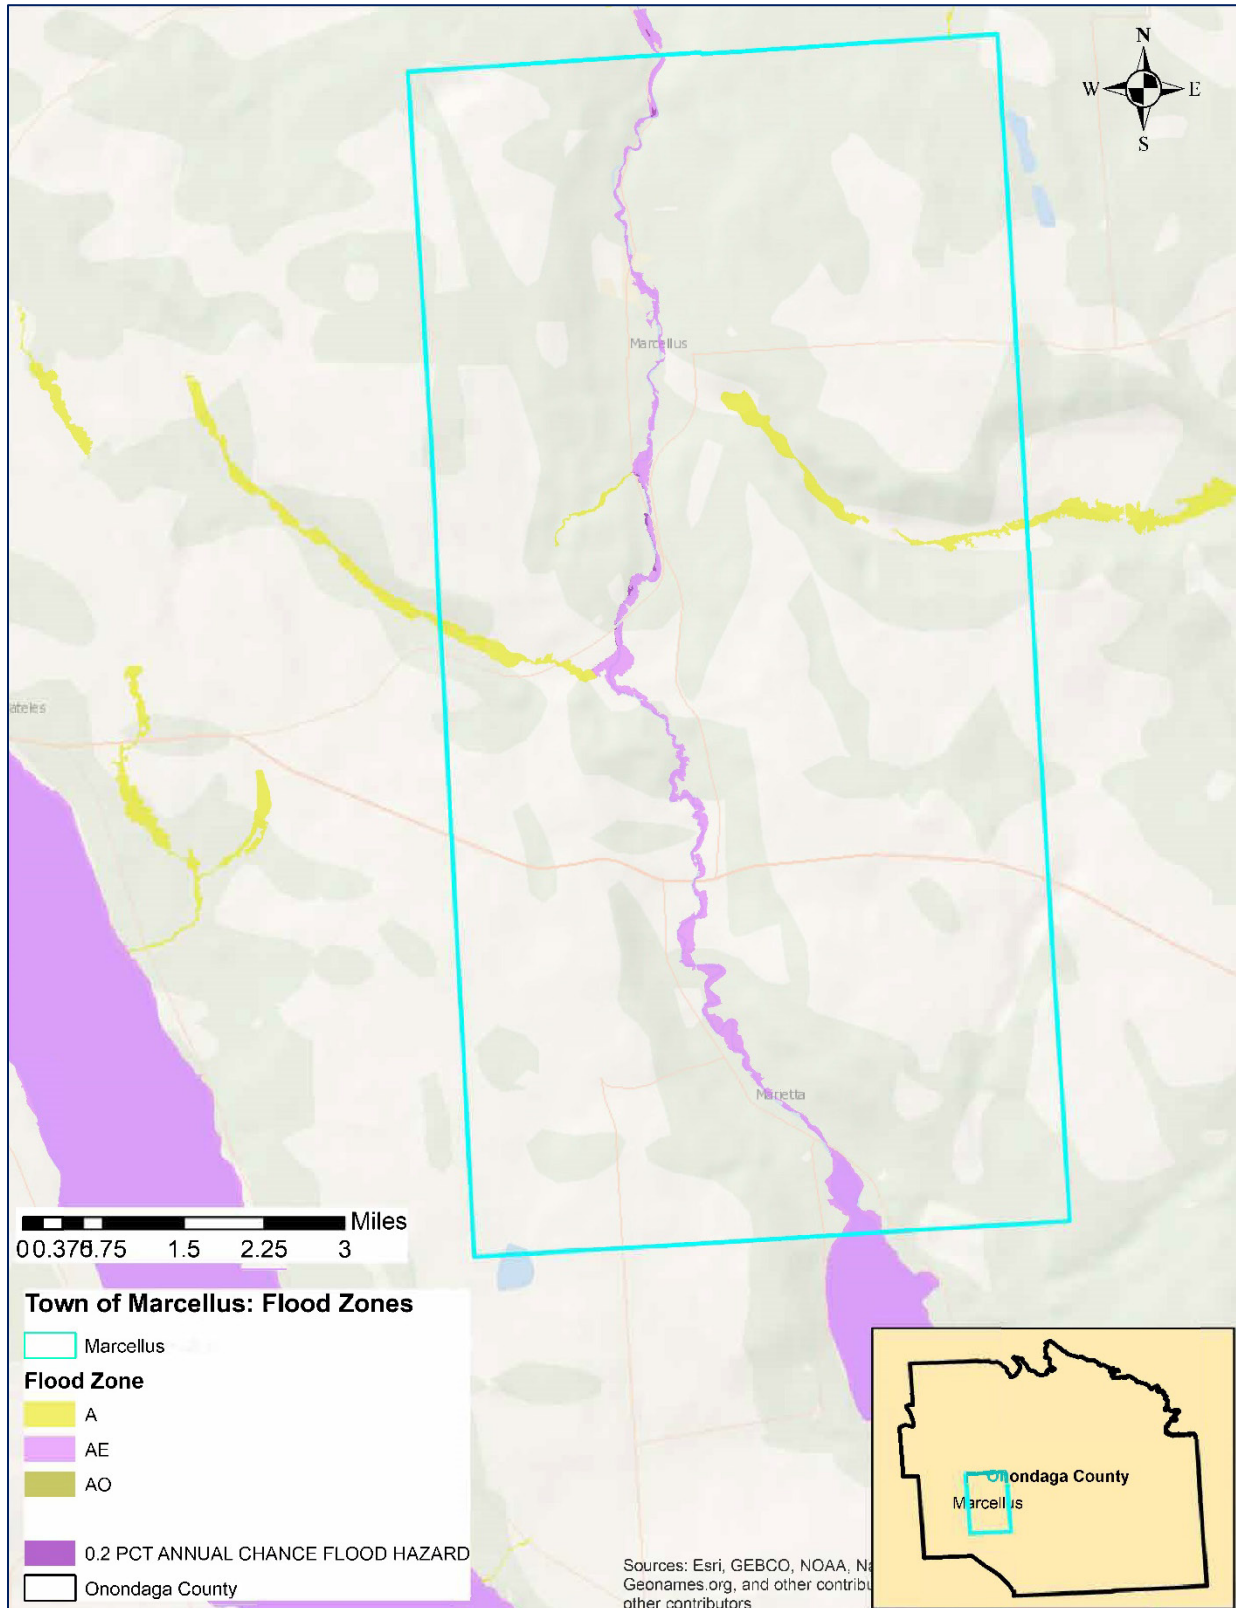 N
W E
S
Marcellus
ateles
Marietta
Miles
0 0.375 0.75 1.5 2.25 3
Town of Marcellus: Flood Zones
Marcellus
Flood Zone
A
AE
AO
0.2 PCT ANNUAL CHANCE FLOOD HAZARD
Onondaga County
Sources: Esri, GEBCO, NOAA, Na
Geonames.org, and other contribu
other contributors
Onondaga County
Marcellus